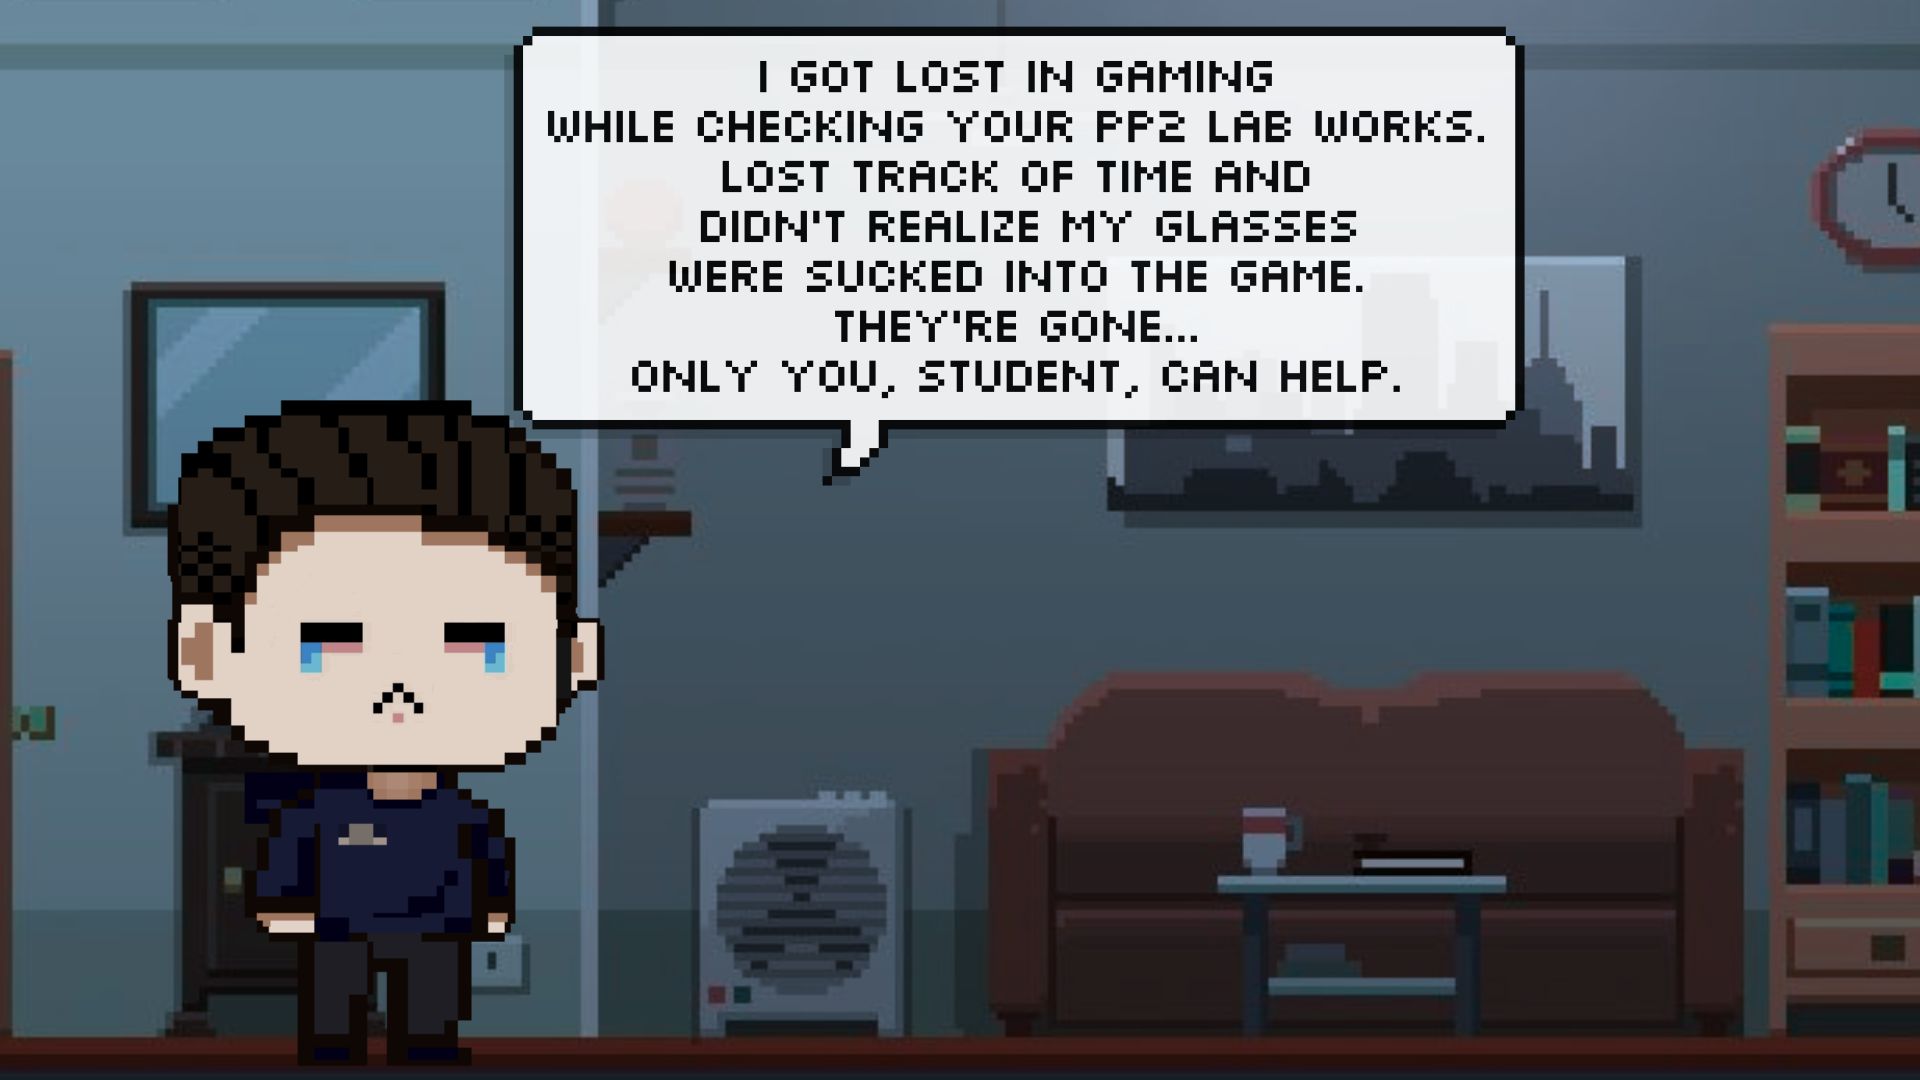 I GOT LOST IN GAMING
WHILE CHECKING YOUR PP2 LAB WORKS.
LOST TRACK OF TIME AND
DIDN'T REALIZE MY GLASSES
WERE SUCKED INTO THE GAME.
THEY'RE GONE...
ONLY YOU, STUDENT, CAN HELP.